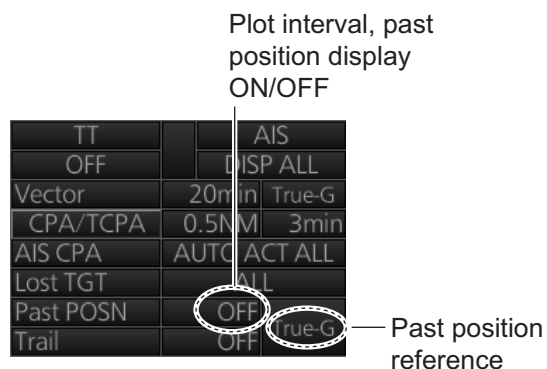 Plot interval, past
position display
ON/OFF
TT AIS
OFF DISP ALL
Vector 20min True-G
CPA/TCPA 0.5NM 3min
AIS CPA AUTO ACT ALL
Lost TGT ALL
Past POSN OFF True-G
Trail OFF
Past position
reference